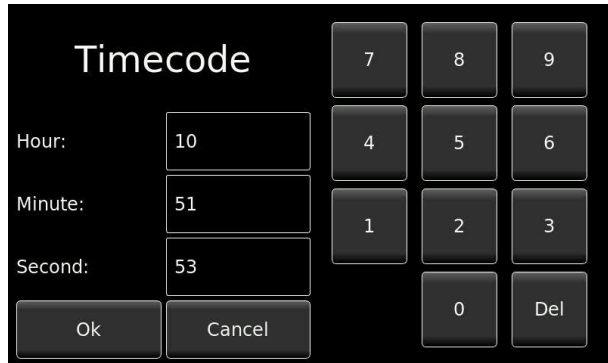 Timecode
Hour: 10
Minute: 51
Second: 53
Ok Cancel
7 8 9
4 5 6
1 2 3
0 Del